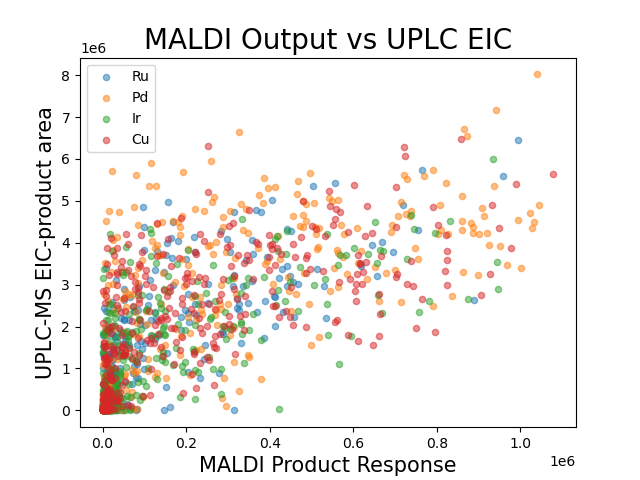 MALDI Output vs UPLC EIC
1e6
Ru
Pd
Ir
Cu
UPLC-MS EIC-product area
8
7
6
5
4
3
2
1
0
0.0 0.2 0.4 0.6 0.8 1.0
1e6
MALDI Product Response